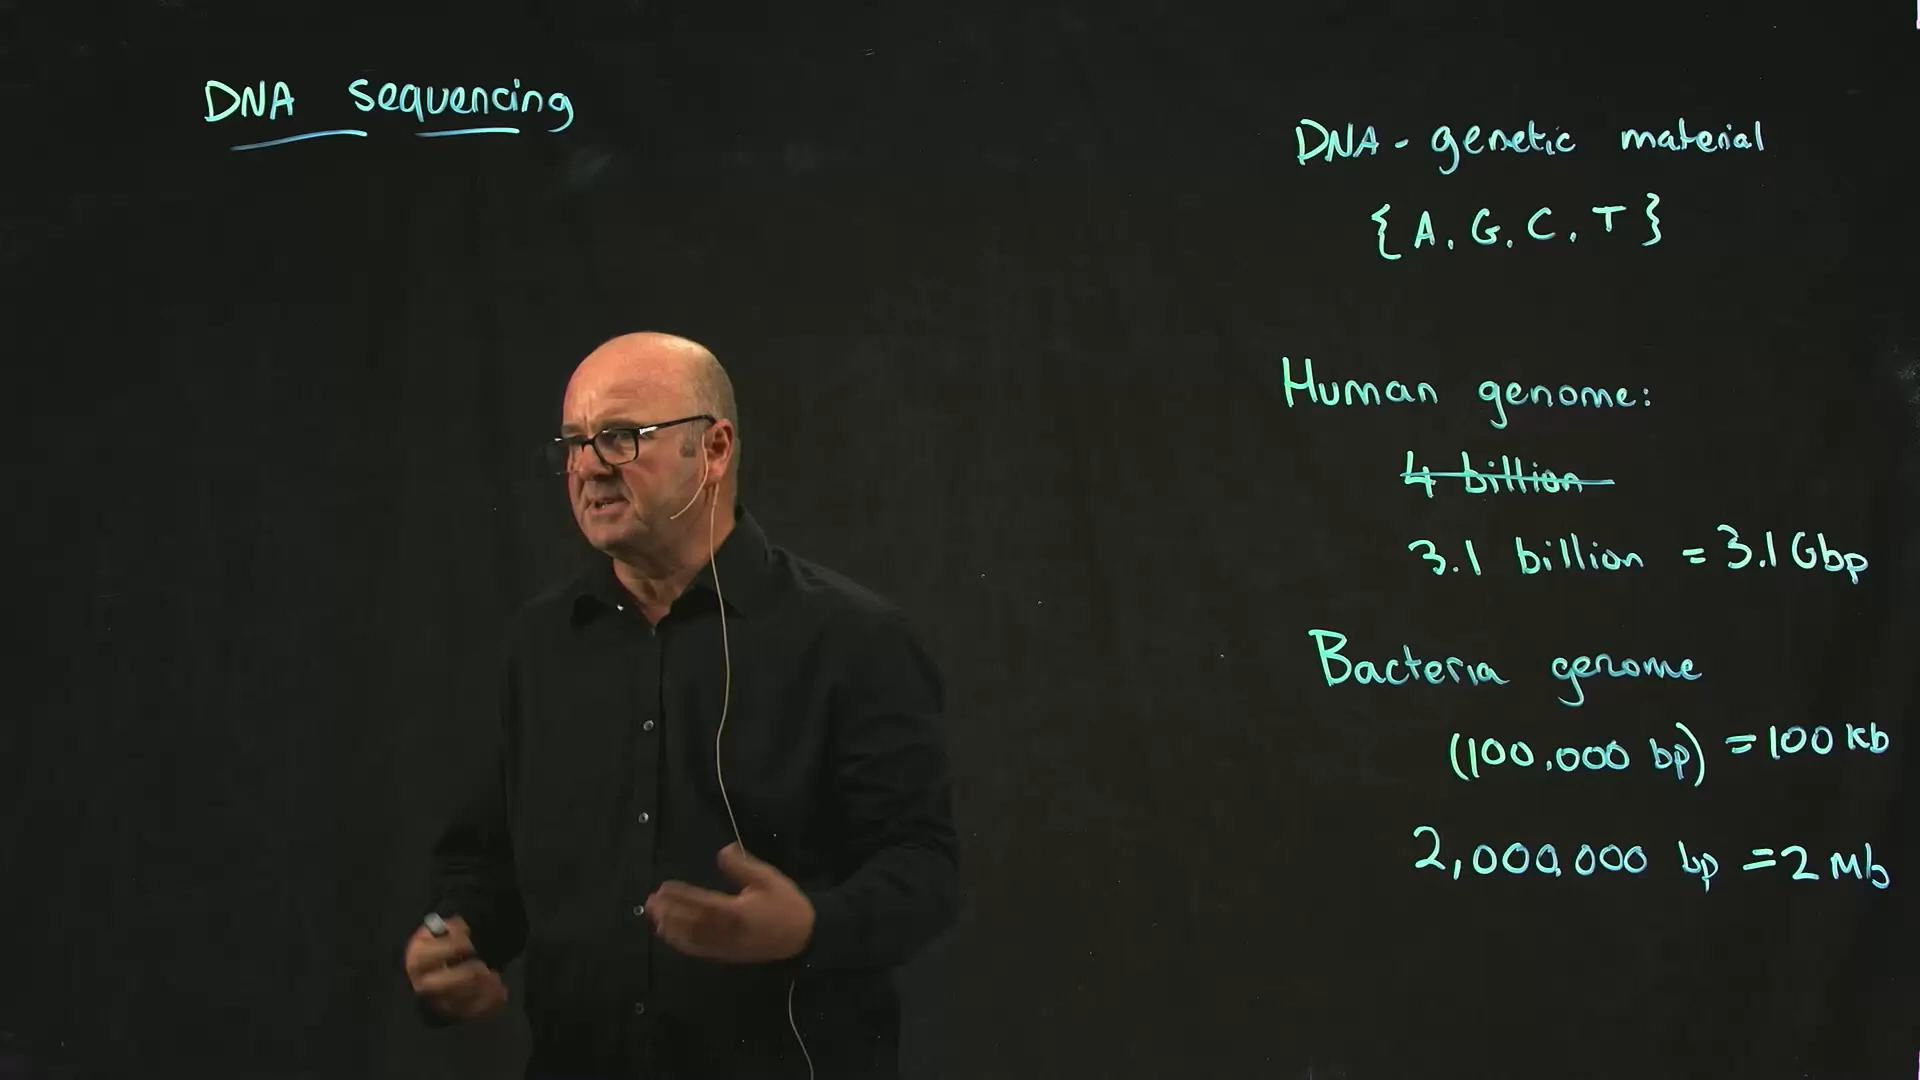 DNA sequencing
DNA - genetic material
{A, G, C, T}
Human genome:
4 billion
3.1 billion = 3.1 Gbp
Bacteria genome
(100,000 bp) = 100 kb
2,000,000 bp = 2 Mb